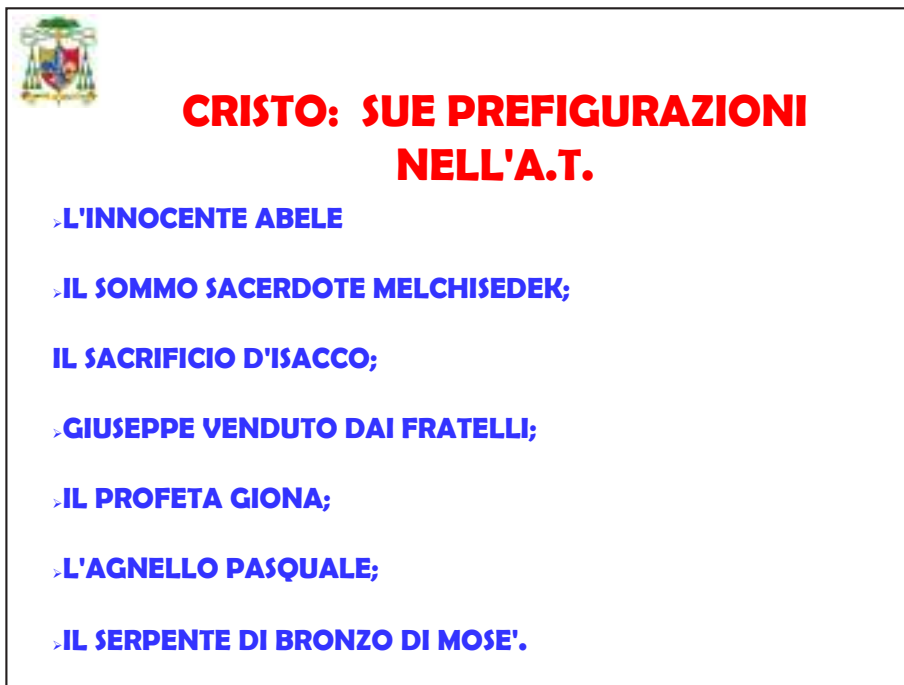 CRISTO: SUE PREFIGURAZIONI
NELL'A.T.
➢L'INNOCENTE ABELE
➢IL SOMMO SACERDOTE MELCHISEDEK;
IL SACRIFICIO D'ISACCO;
➢GIUSEPPE VENDUTO DAI FRATELLI;
➢IL PROFETA GIONA;
➢L'AGNELLO PASQUALE;
➢IL SERPENTE DI BRONZO DI MOSE'.